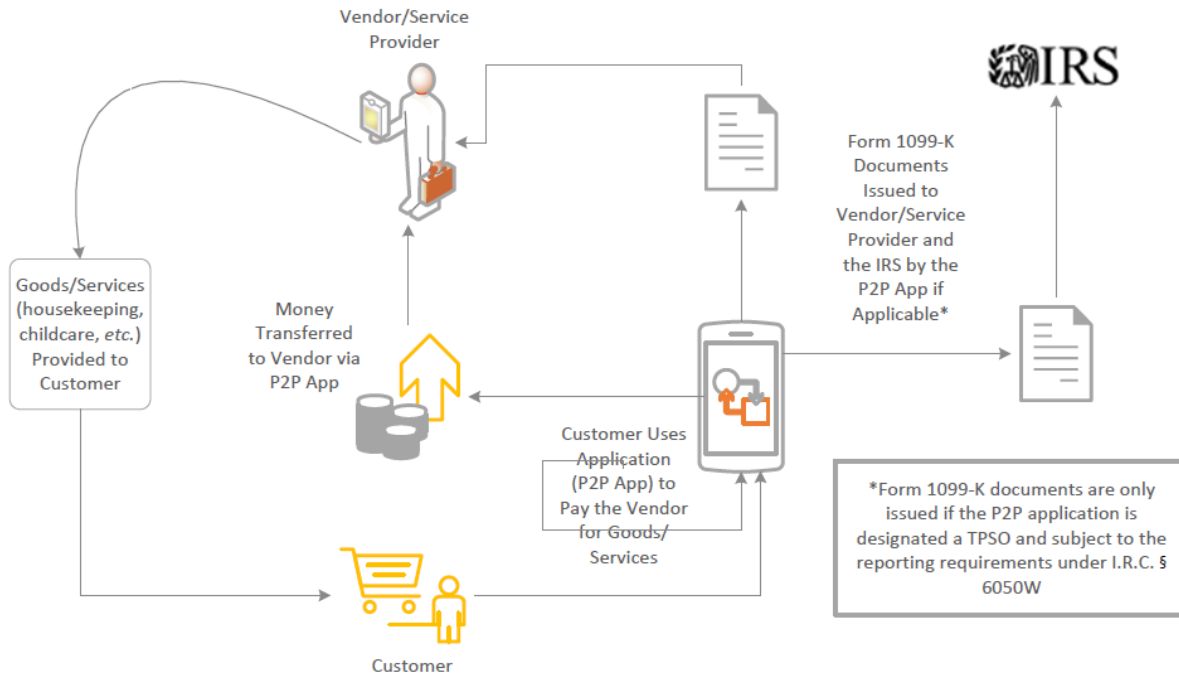 Vendor/Service
Provider
IRS
Form 1099-K
Documents
Issued to
Vendor/Service
Provider and
the IRS by the
P2P App if
Applicable*
Goods/Services
(housekeeping,
childcare, etc.)
Provided to
Customer
Money
Transferred
to Vendor via
P2P App
Customer Uses
Application
(P2P App) to
Pay the Vendor
for Goods/
Services
*Form 1099-K documents are only
issued if the P2P application is
designated a TPSO and subject to the
reporting requirements under I.R.C. §
6050W
Customer